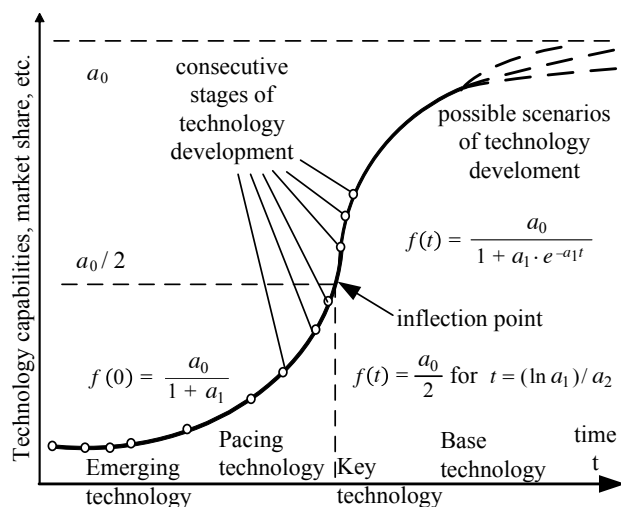 Technology capabilities, market share, etc.
a₀
consecutive
stages of
technology
development
possible scenarios
of technology
develoment
f(t) = a₀ / (1 + a₁ · e^(-a₁t))
a₀/2
inflection point
f(0) = a₀ / (1 + a₁)
f(t) = a₀/2 for t = (ln a₁)/a₂
Emerging
technology
Pacing
technology
Key
technology
Base
technology
time
t